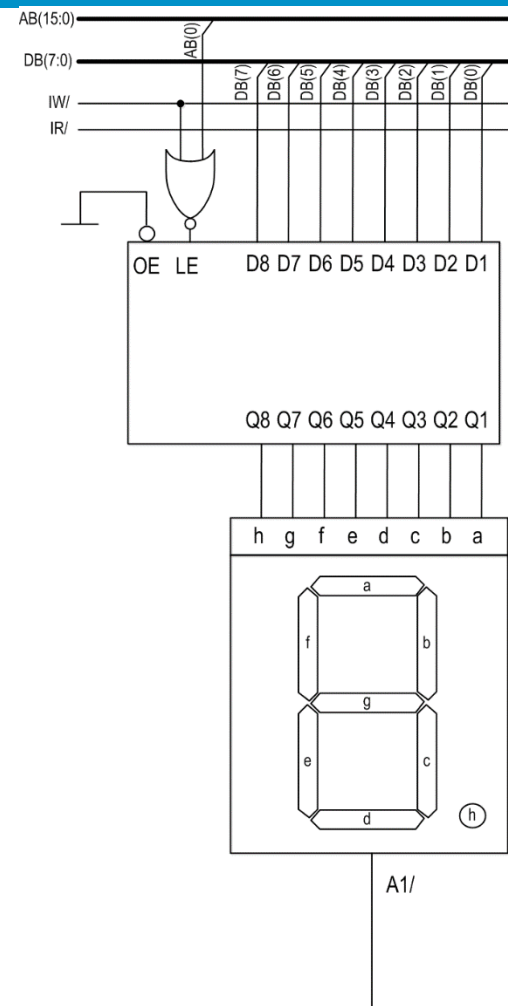 AB(15:0)
AB(0)
DB(7:0)
DB(7) DB(6) DB(5) DB(4) DB(3) DB(2) DB(1) DB(0)
IW/
IR/
OE LE D8 D7 D6 D5 D4 D3 D2 D1
Q8 Q7 Q6 Q5 Q4 Q3 Q2 Q1
h g f e d c b a
a
f b
g
e c
d h
A1/